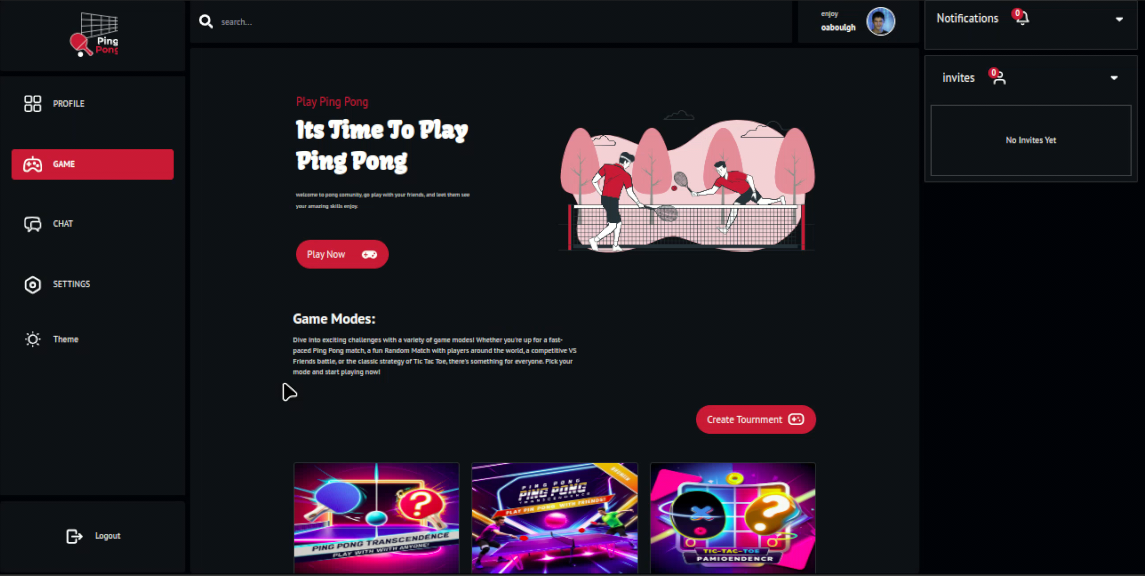 Ping
Pong
PROFILE
GAME
CHAT
SETTINGS
Theme
Logout
search...
enjoy
oaboulgh
Play Ping Pong
Its Time To Play
Ping Pong
welcome to pong comunity, go play with your friends, and leet them see
your amazing skills enjoy.
Play Now
Game Modes:
Dive into exciting challenges with a variety of game modes! Whether you're up for a fast-
paced Ping Pong match, a fun Random Match with players around the world, a competitive VS
Friends battle, or the classic strategy of Tic Tac Toe, there's something for everyone. Pick your
mode and start playing now!
Create Tournment
?
PING PONG TRANSCENDENCE
PLAY WITH WITH ANYONE!
PING PONG
PING PONG
TRANSCENDENCE
PLAY PIN PONG, WITH FRIENDS!
?
TIC-TAC-TOE
PAMIOENDENCR
Notifications
0
invites
0
No Invites Yet